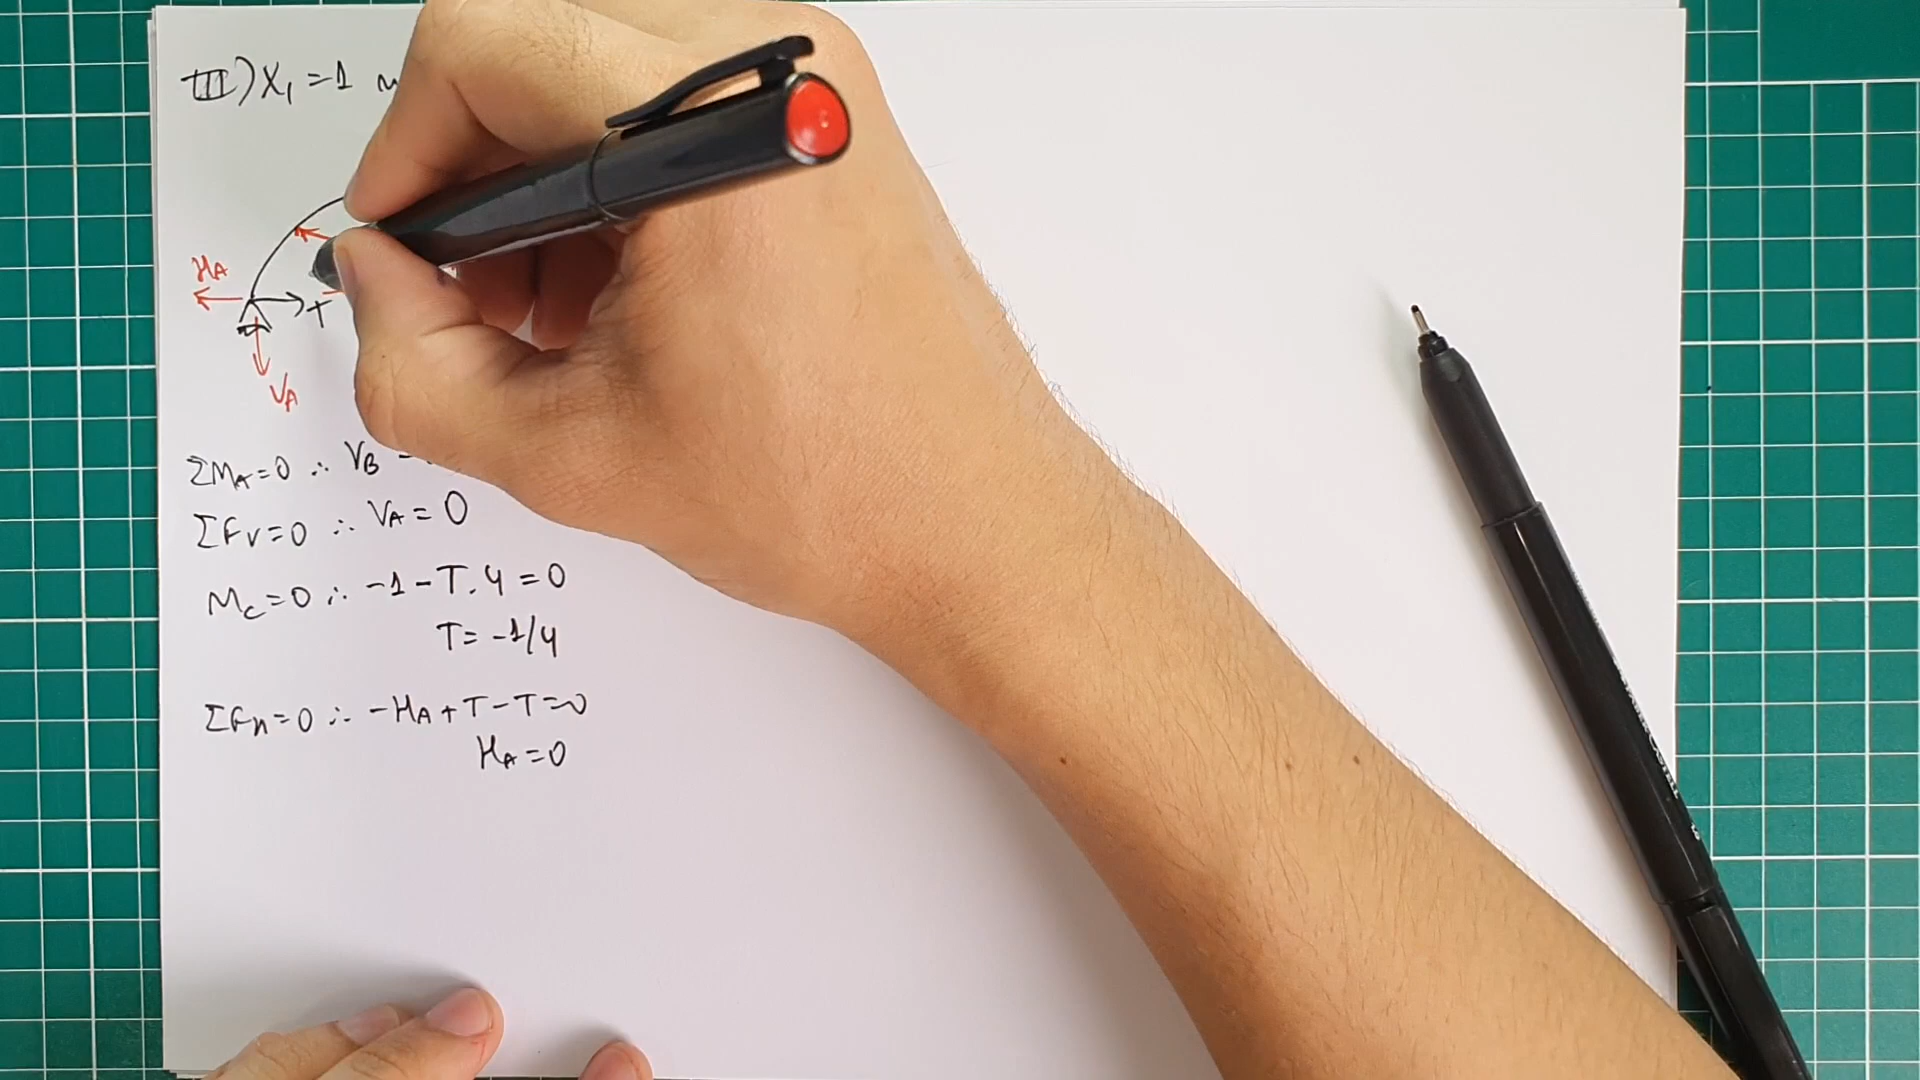 III) X₁ = 1
HA
T
VA
ΣMA = 0 ∴ VB -
ΣFV = 0 ∴ VA = 0
MC = 0 ∴ -1 - T.4 = 0
T = -1/4
ΣFH = 0 ∴ -HA + T - T = 0
HA = 0